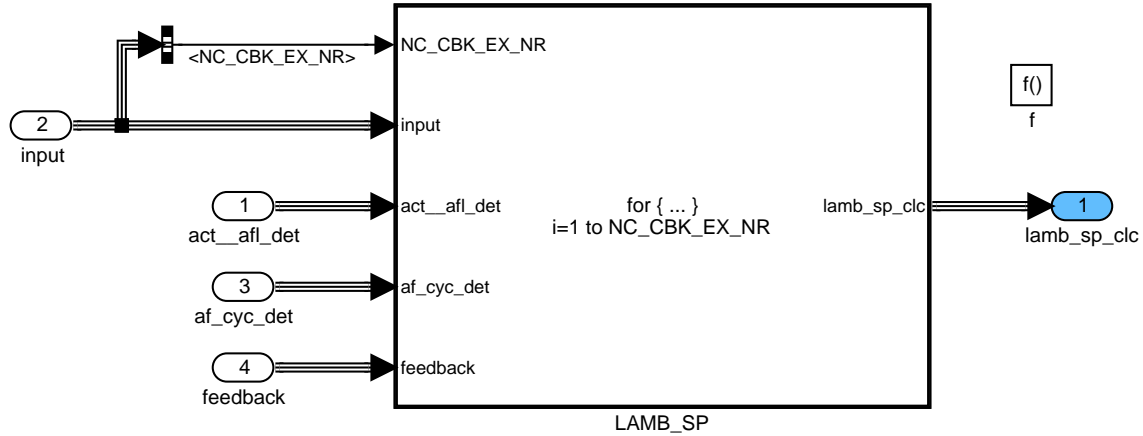 NC_CBK_EX_NR
<NC_CBK_EX_NR>
f()
f
2
input
input
1
act__afl_det
act__afl_det
for { ... }
i=1 to NC_CBK_EX_NR
lamb_sp_clc
1
lamb_sp_clc
3
af_cyc_det
af_cyc_det
4
feedback
feedback
LAMB_SP